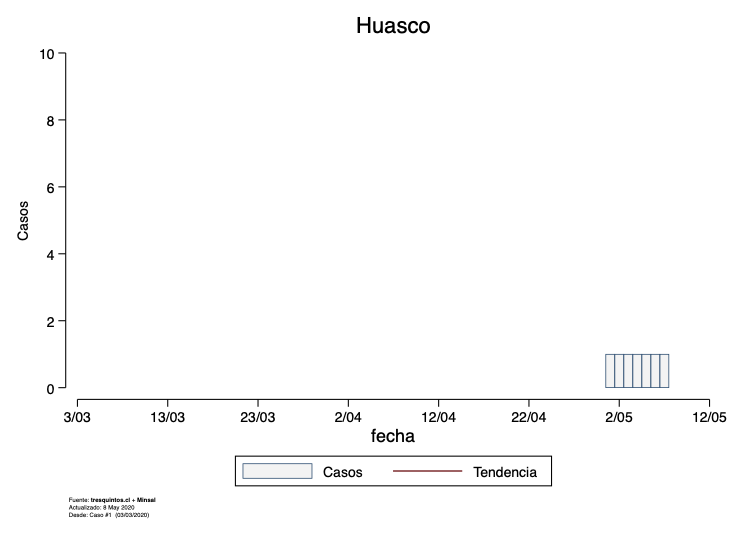 Huasco
10
8
6
4
2
0
Casos
3/03 13/03 23/03 2/04 12/04 22/04 2/05 12/05
fecha
Casos Tendencia
Fuente: tresquintos.cl + Minsal
Actualizado: 8 May 2020
Desde: Caso #1 (03/03/2020)